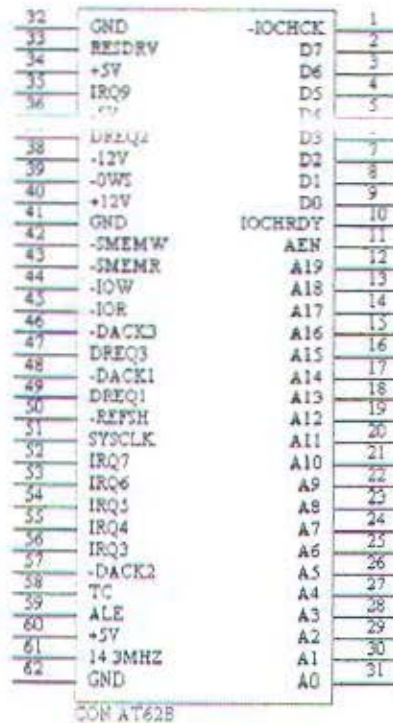 32 GND -IOCHCK 1
33 RESDRV D7 2
34 +5V D6 3
35 IRQ9 D5 4
36 -5V D4 5
DREQ2 D3
38 -12V D2 7
39 -0WS D1 8
40 +12V D0 9
41 GND IOCHRDY 10
42 -SMEMW AEN 11
43 -SMEMR A19 12
44 -IOW A18 13
45 -IOR A17 14
46 -DACK3 A16 15
47 DREQ3 A15 16
48 -DACK1 A14 17
49 DREQ1 A13 18
50 -REFSH A12 19
51 SYSCLK A11 20
52 IRQ7 A10 21
53 IRQ6 A9 22
54 IRQ5 A8 23
55 IRQ4 A7 24
56 IRQ3 A6 25
57 -DACK2 A5 26
58 TC A4 27
59 ALE A3 28
60 +5V A2 29
61 14.3MHZ A1 30
62 GND A0 31
CON AT62B